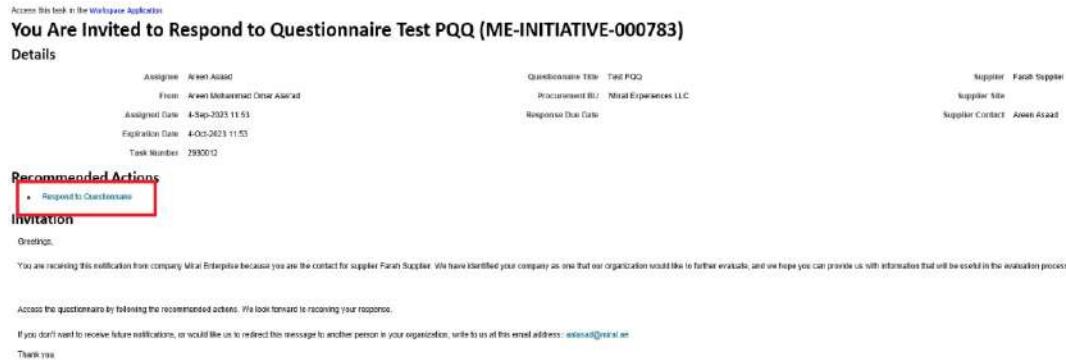 Access this task in the Workspace Application
You Are Invited to Respond to Questionnaire Test PQQ (ME-INITIATIVE-000783)
Details
Assignee Areen Asaad Questionnaire Title Test PQQ Supplier Farah Supplier
From Areen Mohammad Omar Alas'ad Procurement BU Miral Experiences LLC Supplier Site
Assigned Date 4-Sep-2023 11:53 Response Due Date Supplier Contact Areen Asaad
Expiration Date 4-Oct-2023 11:53
Task Number 2930012
Recommended Actions
• Respond to Questionnaire
Invitation
Greetings,
You are receiving this notification from company Miral Enterprise because you are the contact for supplier Farah Supplier. We have identified your company as one that our organization would like to further evaluate, and we hope you can provide us with information that will be useful in the evaluation process
Access the questionnaire by following the recommended actions. We look forward to receiving your response.
If you don't want to receive future notifications, or would like us to redirect this message to another person in your organization, write to us at this email address:
Thank you